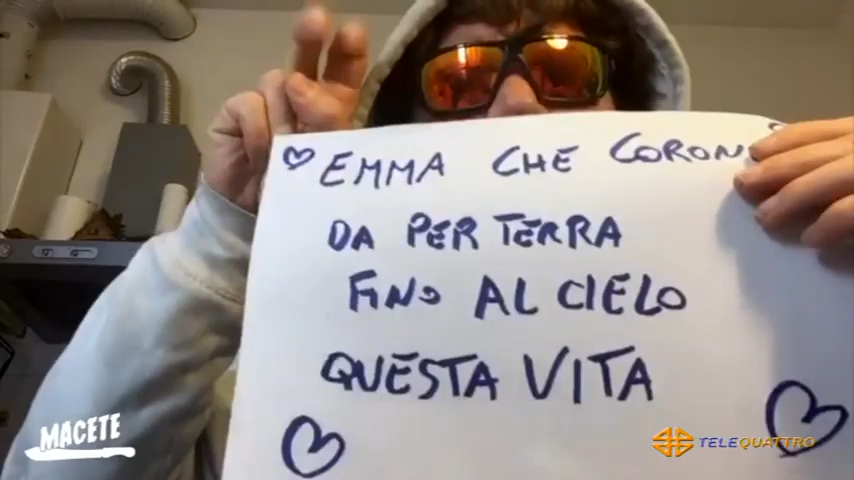 EMMA CHE CORON
DA PER TERRA
FINO AL CIELO
QUESTA VITA
MACETE
TELEQUATTRO